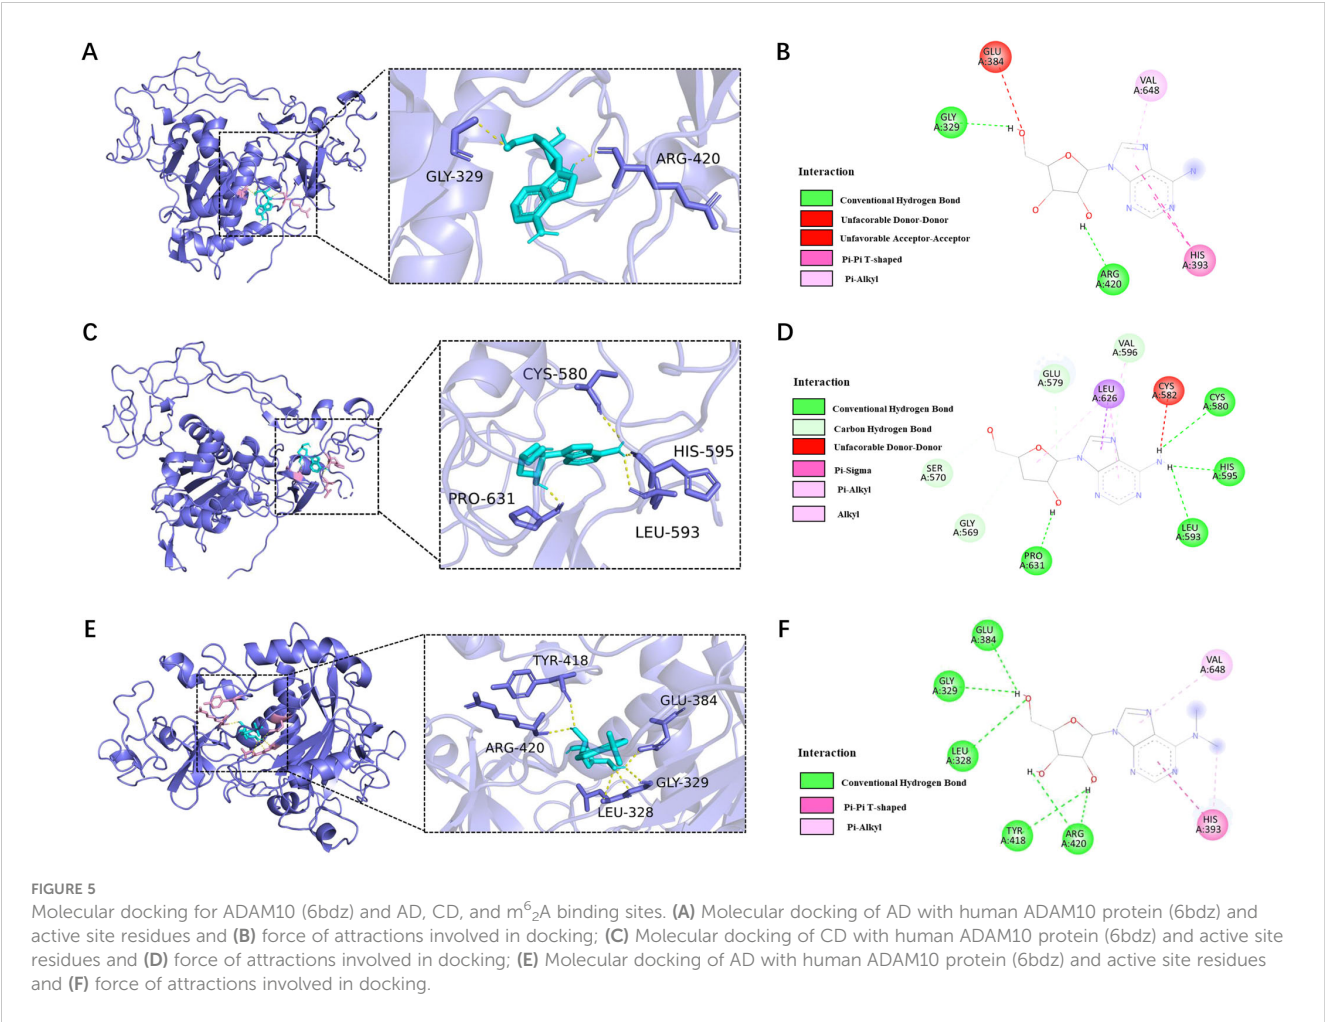 A
GLY-329
ARG-420
B
GLU
A:384
VAL
A:648
GLY
A:329
H
O
O
N
N
N
N
N
O
O
H
HIS
A:393
ARG
A:420
Interaction
Conventional Hydrogen Bond
Unfacorable Donor-Donor
Unfavorable Acceptor-Acceptor
Pi-Pi T-shaped
Pi-Alkyl
C
CYS-580
HIS-595
PRO-631
LEU-593
D
VAL
A:596
GLU
A:579
LEU
A:626
CYS
A:582
CYS
A:580
O
O
N
N
H
N
H
HIS
A:595
SER
A:570
N
N
O
H
GLY
A:569
LEU
A:593
PRO
A:631
Interaction
Conventional Hydrogen Bond
Carbon Hydrogen Bond
Unfacorable Donor-Donor
Pi-Sigma
Pi-Alkyl
Alkyl
E
TYR-418
GLU-384
ARG-420
GLY-329
LEU-328
F
GLU
A:384
VAL
A:648
GLY
A:329
H
O
O
N
N
N
LEU
A:328
H
O
O
H
N
N
TYR
A:418
ARG
A:420
HIS
A:393
Interaction
Conventional Hydrogen Bond
Pi-Pi T-shaped
Pi-Alkyl
FIGURE 5
Molecular docking for ADAM10 (6bdz) and AD, CD, and m⁶₂A binding sites. (A) Molecular docking of AD with human ADAM10 protein (6bdz) and
active site residues and (B) force of attractions involved in docking; (C) Molecular docking of CD with human ADAM10 protein (6bdz) and active site
residues and (D) force of attractions involved in docking; (E) Molecular docking of AD with human ADAM10 protein (6bdz) and active site residues
and (F) force of attractions involved in docking.